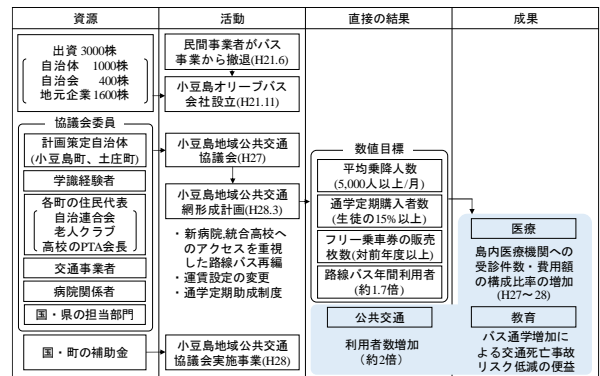 資源
活動
直接の結果
成果
出資 3000株
自治体 1000株
自治会 400株
地元企業 1600株
協議会委員
計画策定自治体
(小豆島町、土庄町)
学識経験者
各町の住民代表
自治連合会
老人クラブ
高校のPTA会長
交通事業者
病院関係者
国・県の担当部門
国・町の補助金
民間事業者がバス
事業から撤退(H21.6)
小豆島オリーブバス
会社設立(H21.11)
小豆島地域公共交通
協議会(H27)
小豆島地域公共交通
網形成計画(H28.3)
・新病院,統合高校へ
のアクセスを重視
した路線バス再編
・運賃設定の変更
・通学定期助成制度
小豆島地域公共交通
協議会実施事業(H28)
数値目標
平均乗降人数
(5,000人以上/月)
通学定期購入者数
(生徒の15%以上)
フリー乗車券の販売
枚数(対前年度以上)
路線バス年間利用者
(約1.7倍)
公共交通
利用者数増加
(約2倍)
医療
島内医療機関への
受診件数・費用額
の構成比率の増加
(H27～28)
教育
バス通学増加に
よる交通死亡事故
リスク低減の便益